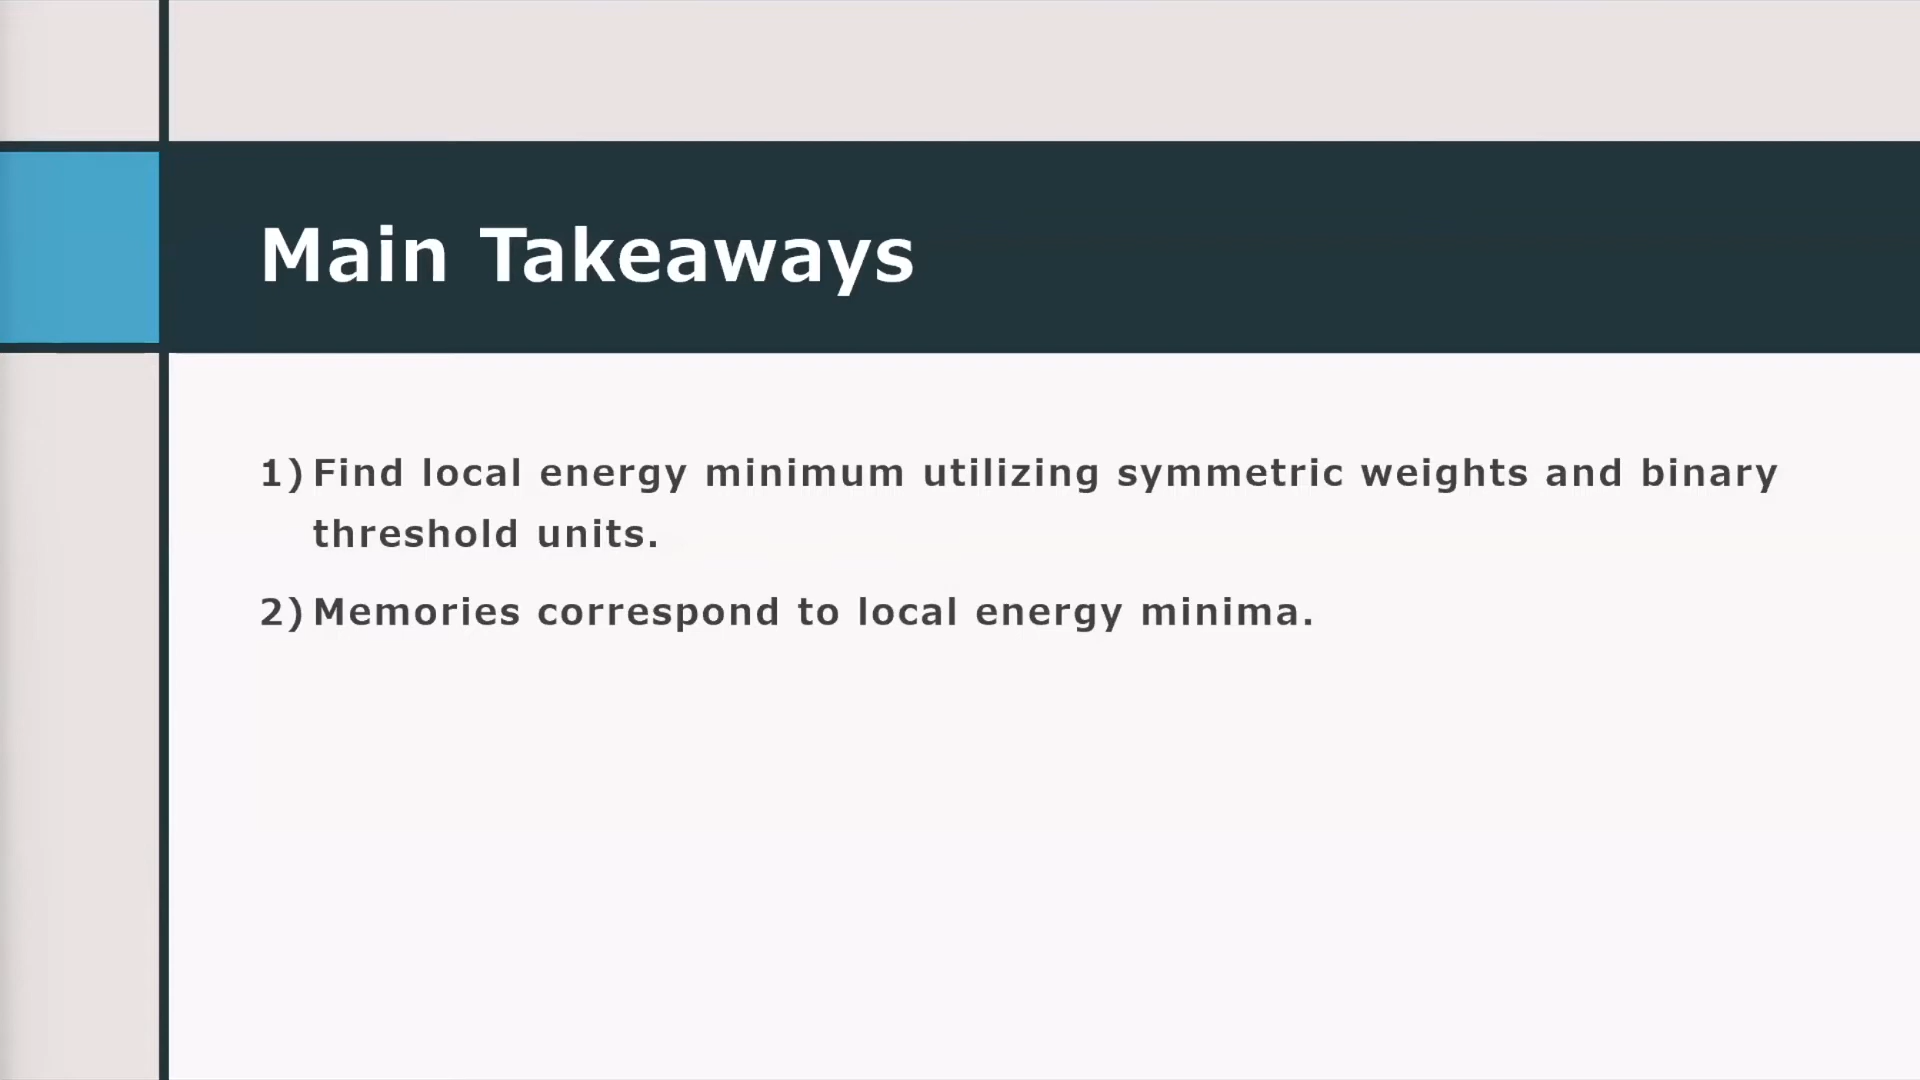 Main Takeaways
1) Find local energy minimum utilizing symmetric weights and binary
threshold units.
2) Memories correspond to local energy minima.